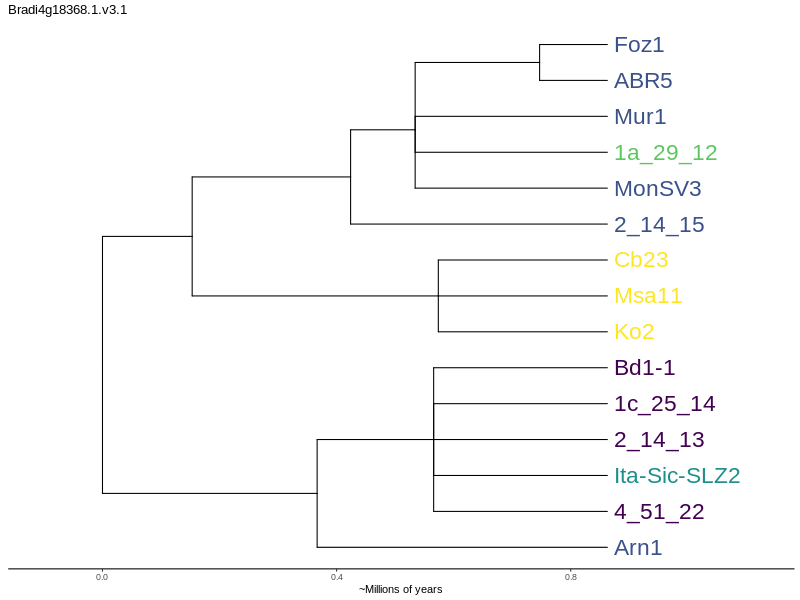 Bradi4g18368.1.v3.1
Foz1
ABR5
Mur1
1a_29_12
MonSV3
2_14_15
Cb23
Msa11
Ko2
Bd1-1
1c_25_14
2_14_13
Ita-Sic-SLZ2
4_51_22
Arn1
0.0 0.4 0.8
~Millions of years